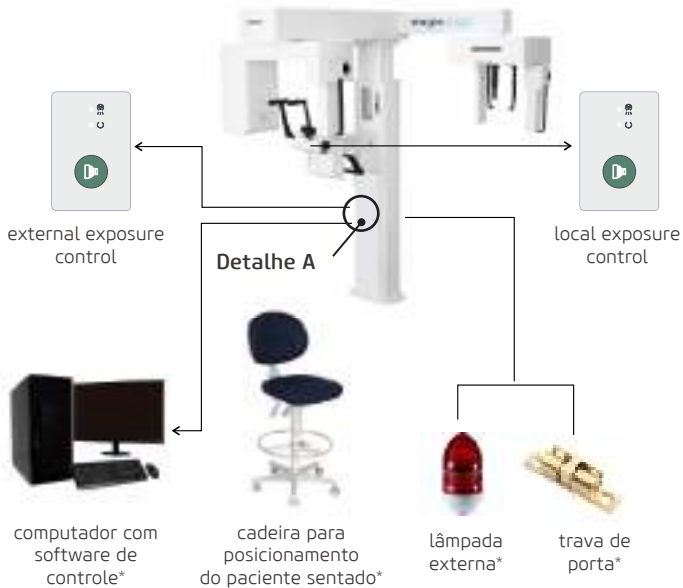 external exposure
control
local exposure
control
Detalhe A
computador com
software de
controle*
cadeira para
posicionamento
do paciente sentado*
lâmpada
externa*
trava de
porta*